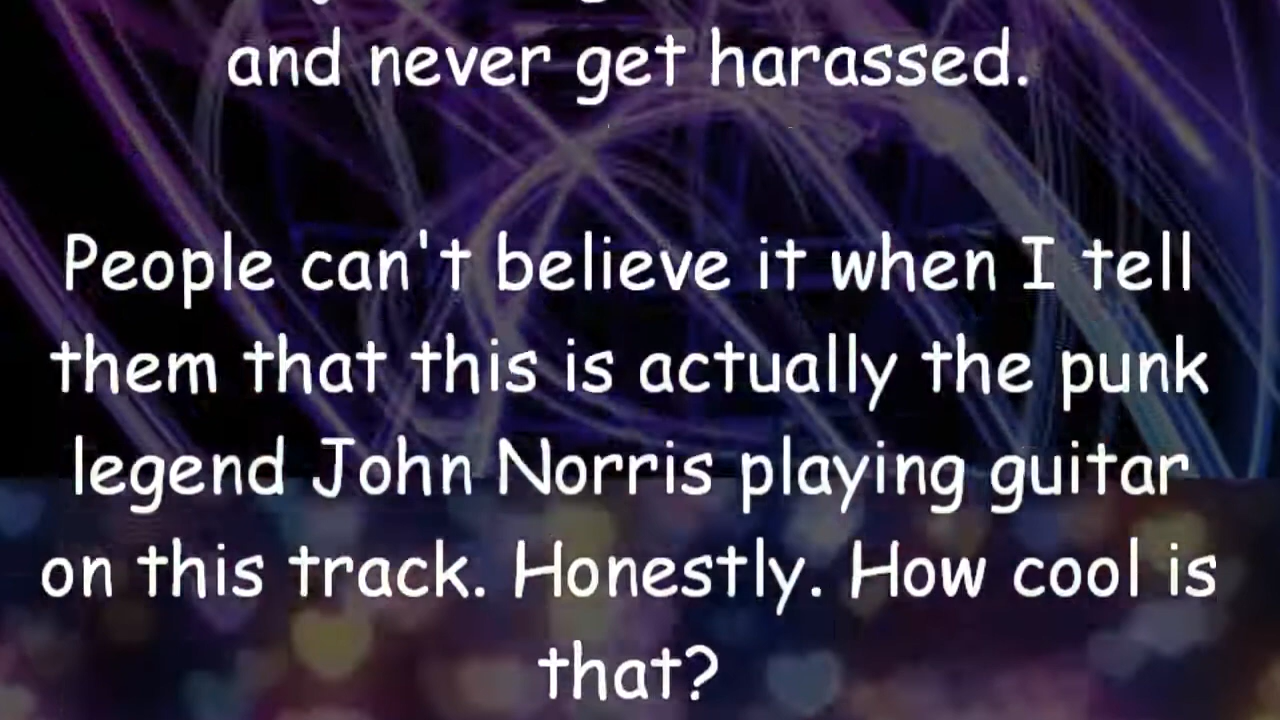 and never get harassed.
People can't believe it when I tell
them that this is actually the punk
legend John Norris playing guitar
on this track. Honestly. How cool is
that?